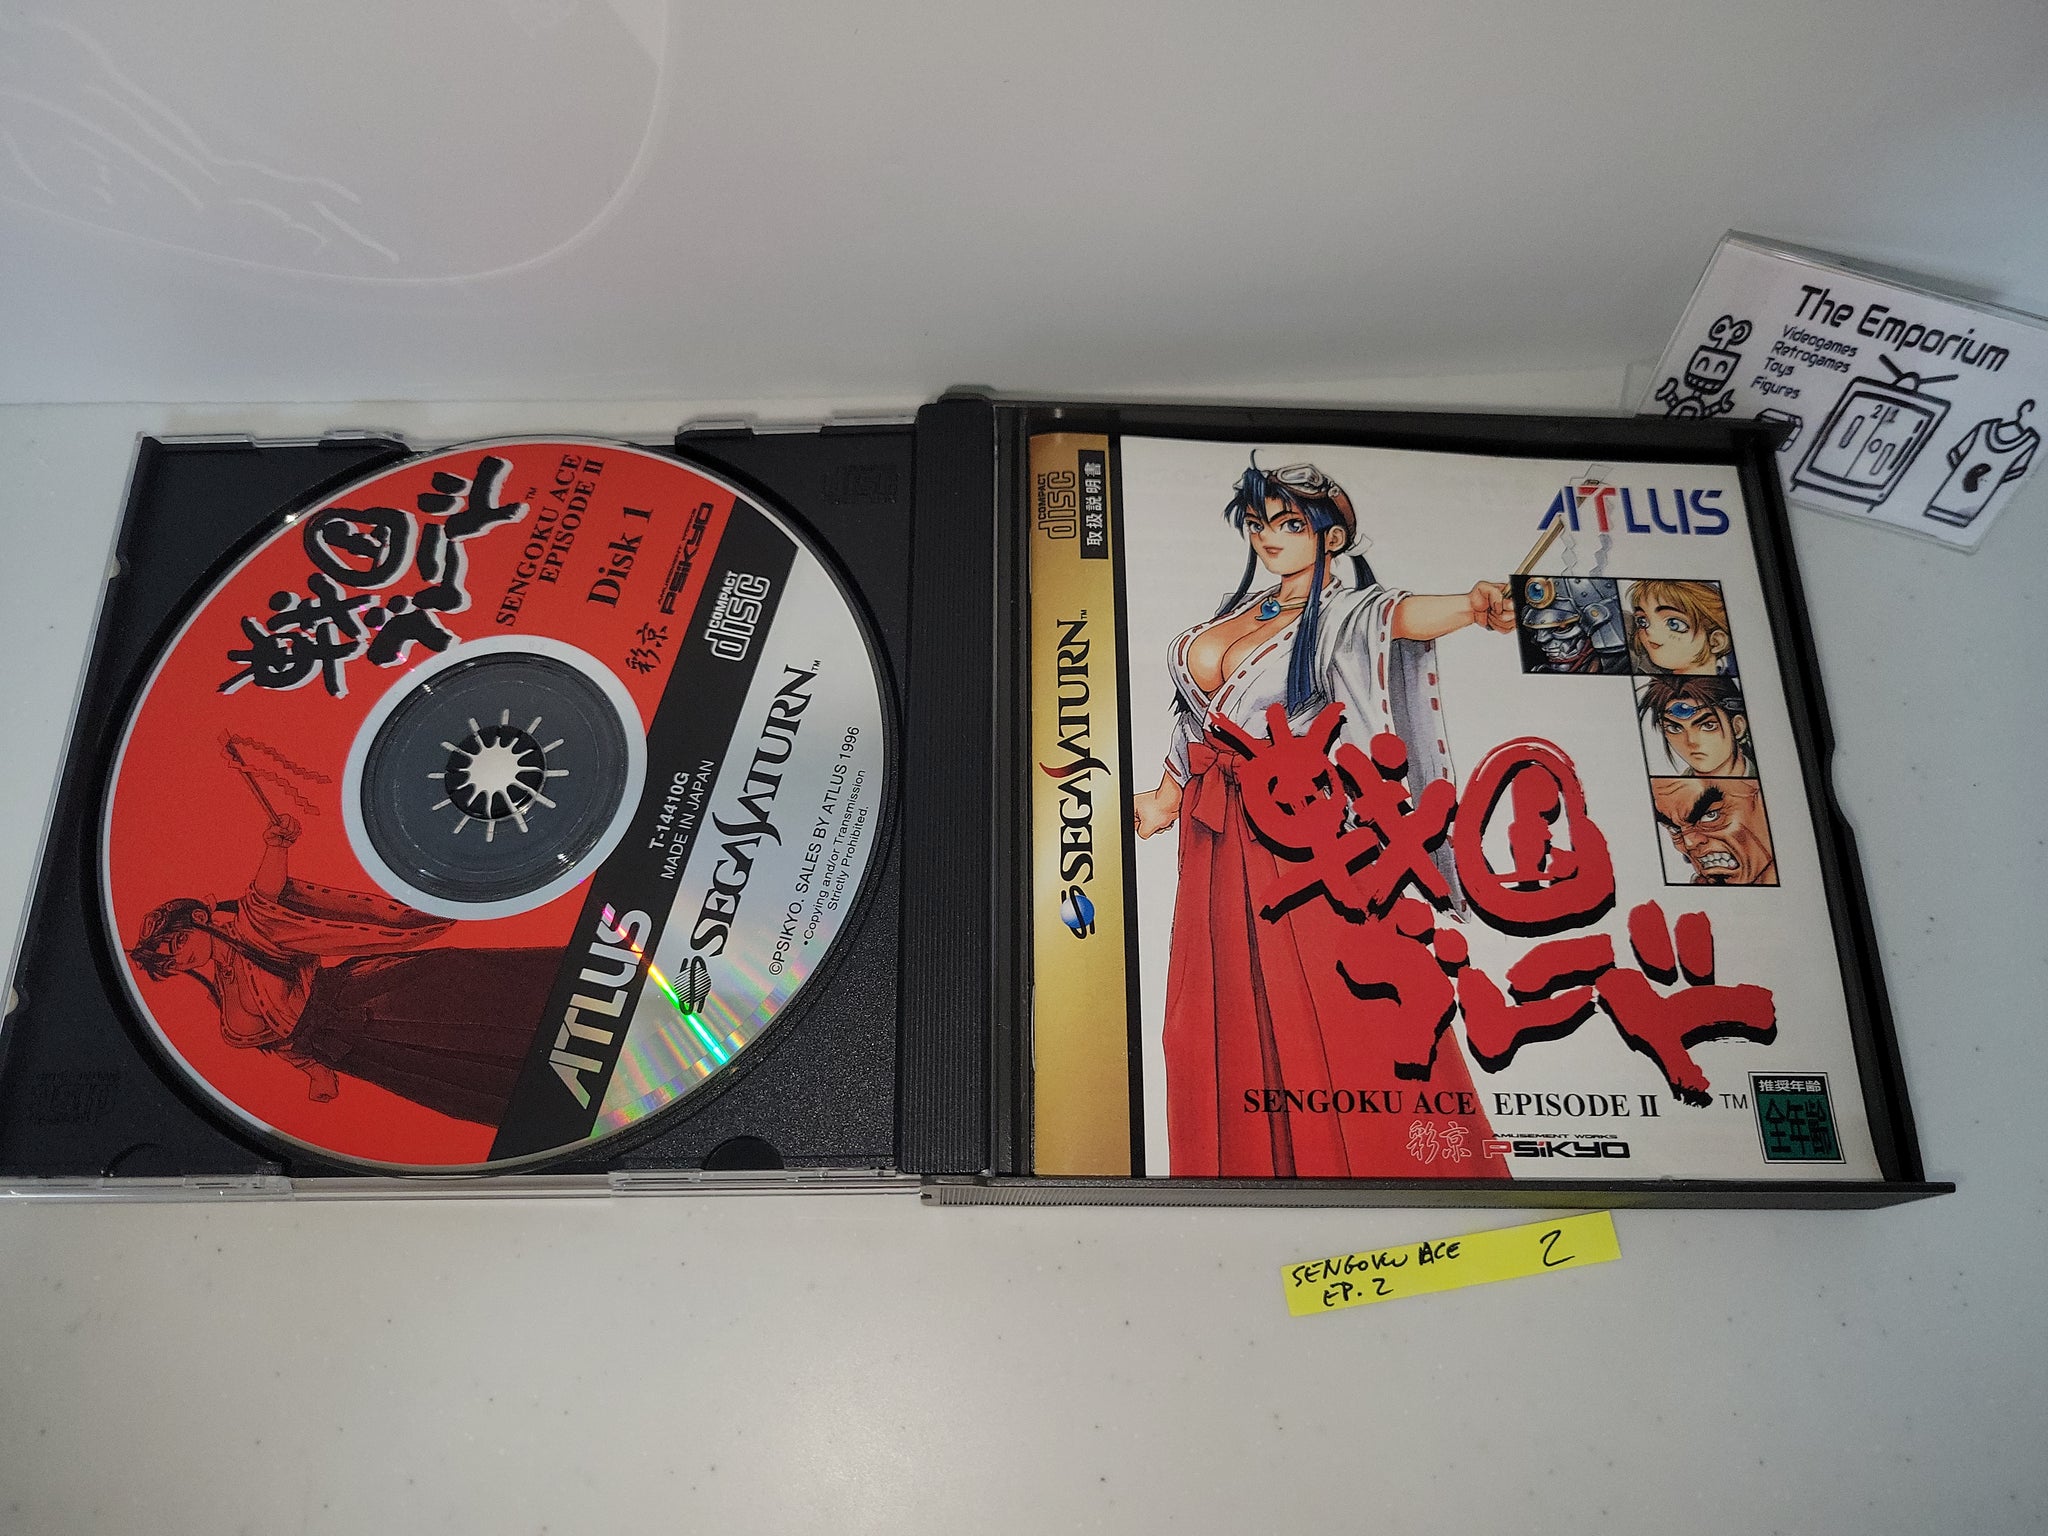 戦国ブレード
SENGOKU ACE
EPISODE II
TM
Disk 1
彩京
AMUSEMENT WORKS
PSiKYO
COMPACT
disc
T-14410G
MADE IN JAPAN
ATLUS
SEGA SATURN™
©PSIKYO. SALES BY ATLUS 1996
•Copying and/or Transmission
Strictly Prohibited.
COMPACT
disc
取扱説明書
SEGA SATURN™
ATLUS
戦国
ブレード
TM
SENGOKU ACE EPISODE II
彩京
AMUSEMENT WORKS
PSiKYO
推奨年齢
全年齢
The Emporium
Videogames
Retrogames
Toys
Figures
SENGOKU ACE 2
EP. 2